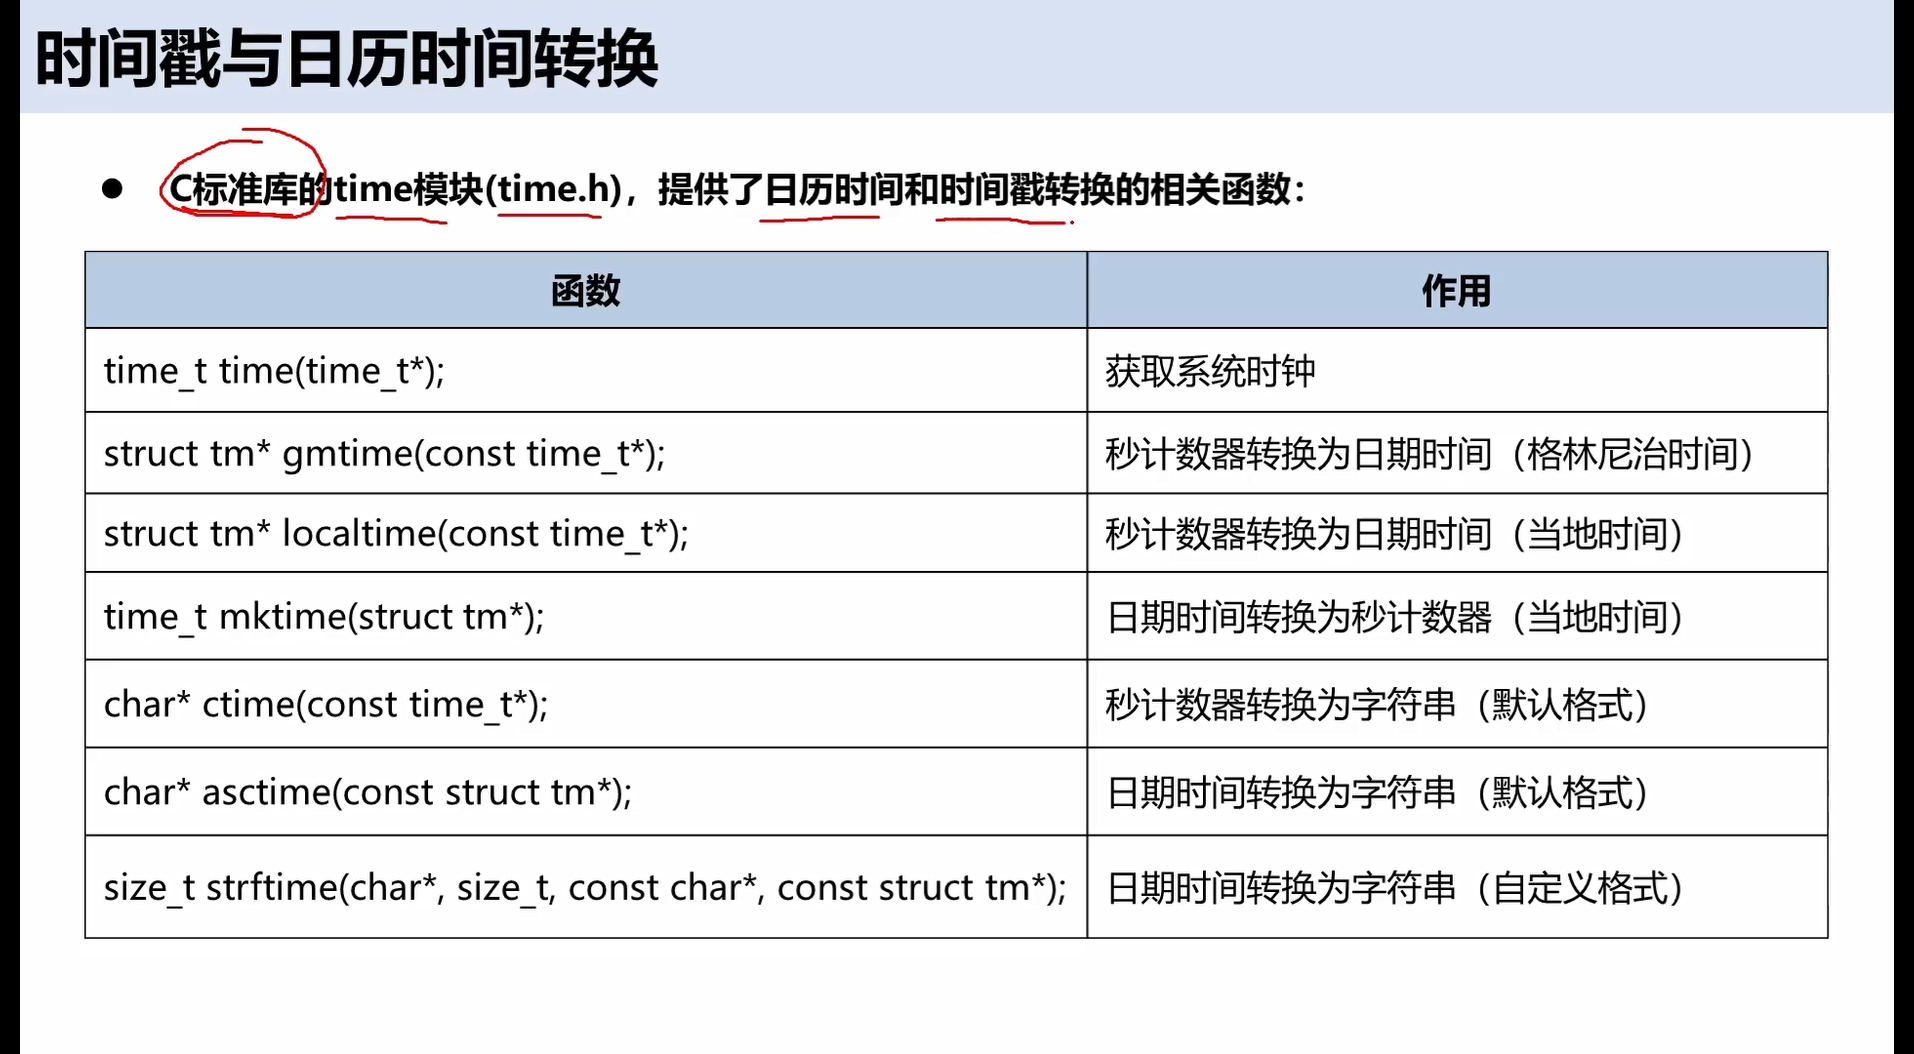 时间戳与日历时间转换
● C标准库的time模块(time.h)，提供了日历时间和时间戳转换的相关函数：
函数 作用
time_t time(time_t*); 获取系统时钟
struct tm* gmtime(const time_t*); 秒计数器转换为日期时间（格林尼治时间）
struct tm* localtime(const time_t*); 秒计数器转换为日期时间（当地时间）
time_t mktime(struct tm*); 日期时间转换为秒计数器（当地时间）
char* ctime(const time_t*); 秒计数器转换为字符串（默认格式）
char* asctime(const struct tm*); 日期时间转换为字符串（默认格式）
size_t strftime(char*, size_t, const char*, const struct tm*); 日期时间转换为字符串（自定义格式）